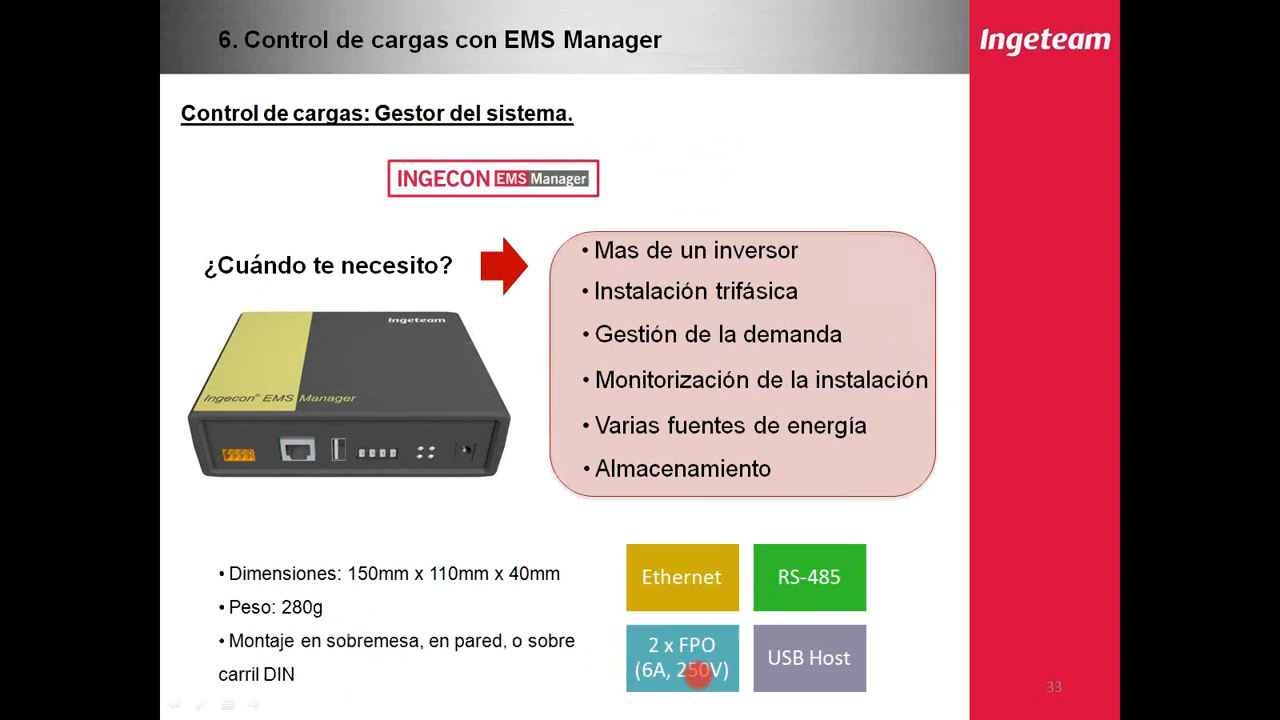 6. Control de cargas con EMS Manager
Ingeteam
Control de cargas: Gestor del sistema.
INGECON EMS Manager
¿Cuándo te necesito?
• Mas de un inversor
• Instalación trifásica
• Gestión de la demanda
• Monitorización de la instalación
• Varias fuentes de energía
• Almacenamiento
Ingeteam
Ingecon® EMS Manager
• Dimensiones: 150mm x 110mm x 40mm
• Peso: 280g
• Montaje en sobremesa, en pared, o sobre
carril DIN
Ethernet
RS-485
2 x FPO
(6A, 250V)
USB Host
33